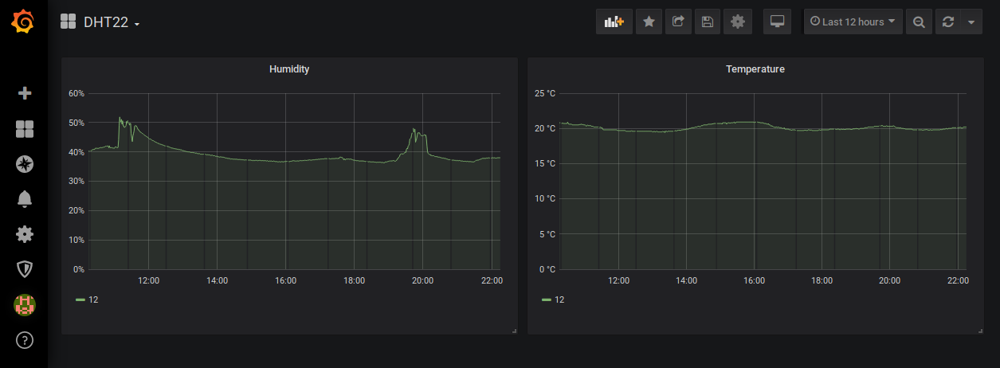 DHT22
Last 12 hours
Humidity
60%
50%
40%
30%
20%
10%
0%
12:00 14:00 16:00 18:00 20:00 22:00
12
Temperature
25 °C
20 °C
15 °C
10 °C
5 °C
0 °C
12:00 14:00 16:00 18:00 20:00 22:00
12
?